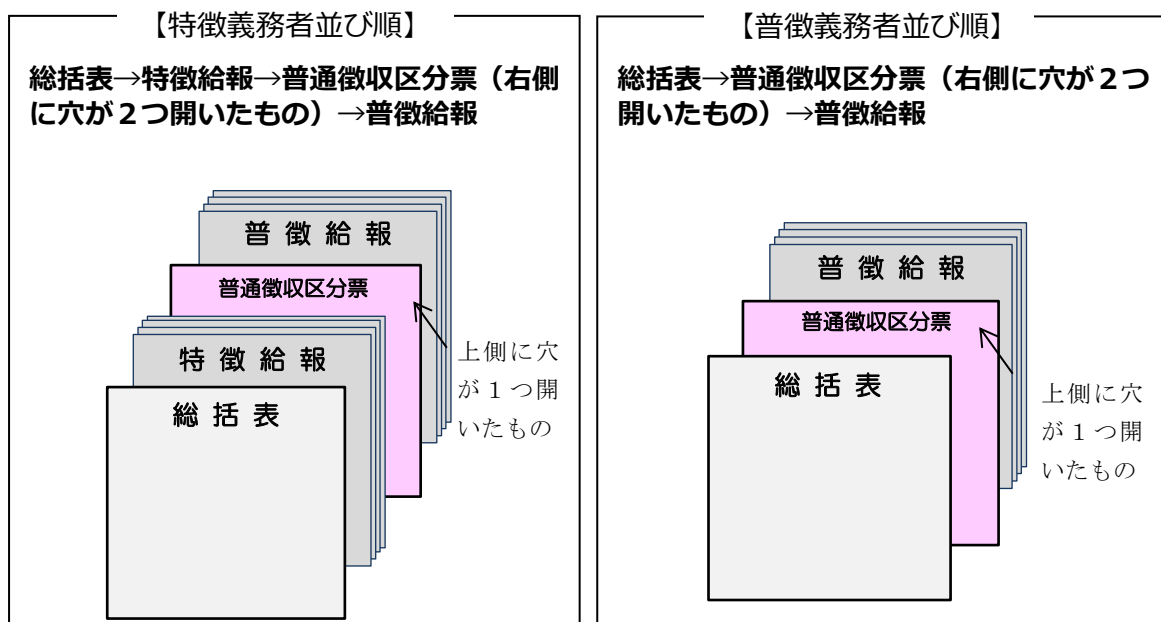 【特徴義務者並び順】
総括表→特徴給報→普通徴収区分票（右側
に穴が２つ開いたもの）→普徴給報
普 徴 給 報
普通徴収区分票
上側に穴
が１つ開
いたもの
特 徴 給 報
総 括 表
【普徴義務者並び順】
総括表→普通徴収区分票（右側に穴が２つ
開いたもの）→普徴給報
普 徴 給 報
普通徴収区分票
上側に穴
が１つ開
いたもの
総 括 表